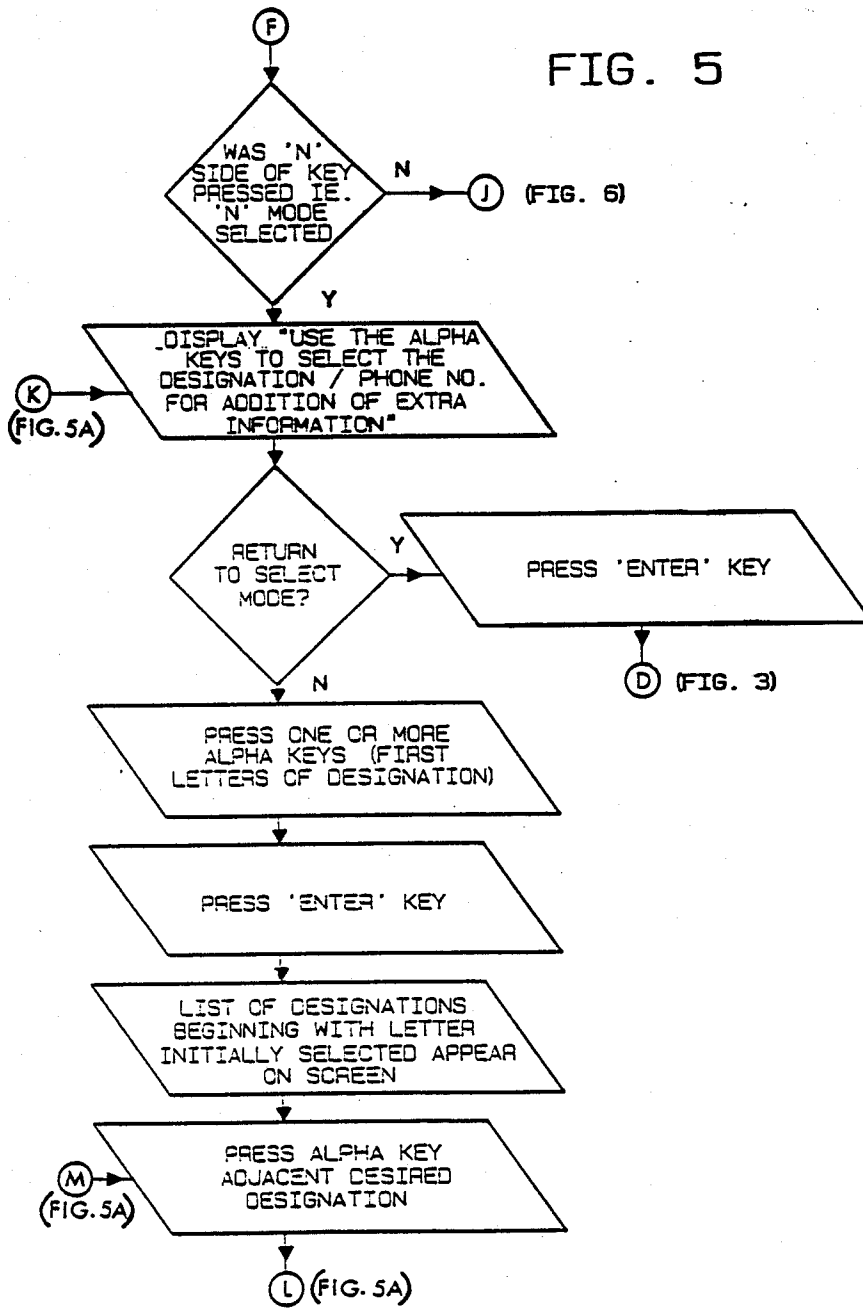 F
FIG. 5
WAS 'N'
SIDE OF KEY
PRESSED IE.
'N' MODE
SELECTED
N
J (FIG. 6)
Y
DISPLAY "USE THE ALPHA
KEYS TO SELECT THE
DESIGNATION / PHONE NO.
FOR ADDITION OF EXTRA
INFORMATION"
K
(FIG. 5A)
RETURN
TO SELECT
MODE?
Y
PRESS 'ENTER' KEY
D (FIG. 3)
N
PRESS ONE OR MORE
ALPHA KEYS (FIRST
LETTERS OF DESIGNATION)
PRESS 'ENTER' KEY
LIST OF DESIGNATIONS
BEGINNING WITH LETTER
INITIALLY SELECTED APPEAR
ON SCREEN
PRESS ALPHA KEY
ADJACENT DESIRED
DESIGNATION
M
(FIG. 5A)
L (FIG. 5A)